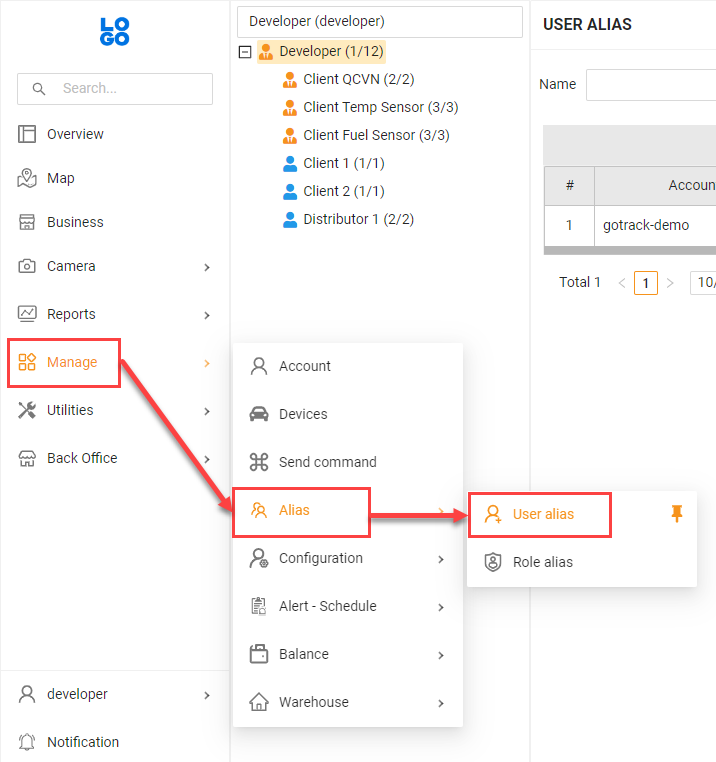 LO
GO
Search...
Overview
Map
Business
Camera
Reports
Manage
Utilities
Back Office
developer
Notification
Developer (developer)
Developer (1/12)
Client QCVN (2/2)
Client Temp Sensor (3/3)
Client Fuel Sensor (3/3)
Client 1 (1/1)
Client 2 (1/1)
Distributor 1 (2/2)
Account
Devices
Send command
Alias
Configuration
Alert - Schedule
Balance
Warehouse
User alias
Role alias
USER ALIAS
Name
# Accoun
1 gotrack-demo
Total 1 < 1 > 10/